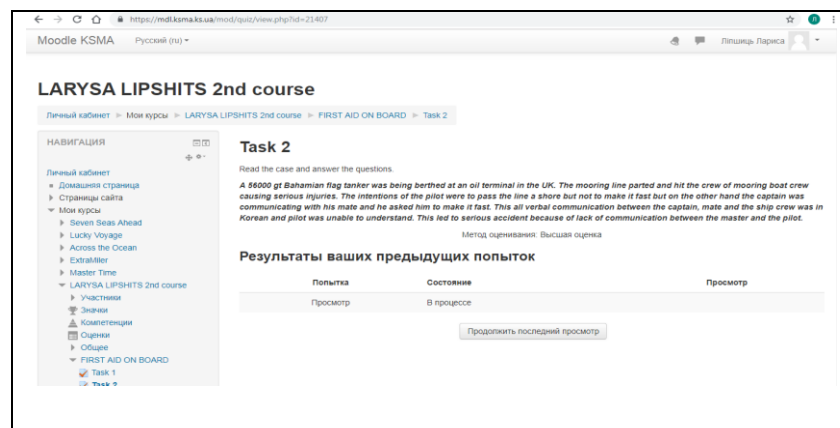 https://mdl.ksma.ks.ua/mod/quiz/view.php?id=21407
Moodle KSMA Русский (ru) Ліпшиць Лариса
LARYSA LIPSHITS 2nd course
Личный кабинет Мои курсы LARYSA LIPSHITS 2nd course FIRST AID ON BOARD Task 2
НАВИГАЦИЯ
Личный кабинет
Домашняя страница
Страницы сайта
Мои курсы
Seven Seas Ahead
Lucky Voyage
Across the Ocean
ExtraMiler
Master Time
LARYSA LIPSHITS 2nd course
Участники
Значки
Компетенции
Оценки
Общее
FIRST AID ON BOARD
Task 1
Task 2
Task 2
Read the case and answer the questions.
A 56000 gt Bahamian flag tanker was being berthed at an oil terminal in the UK. The mooring line parted and hit the crew of mooring boat crew
causing serious injuries. The intentions of the pilot were to pass the line a shore but not to make it fast but on the other hand the captain was
communicating with his mate and he asked him to make it fast. This all verbal communication between the captain, mate and the ship crew was in
Korean and pilot was unable to understand. This led to serious accident because of lack of communication between the master and the pilot.
Метод оценивания: Высшая оценка
Результаты ваших предыдущих попыток
Попытка Состояние Просмотр
Просмотр В процессе
Продолжить последний просмотр